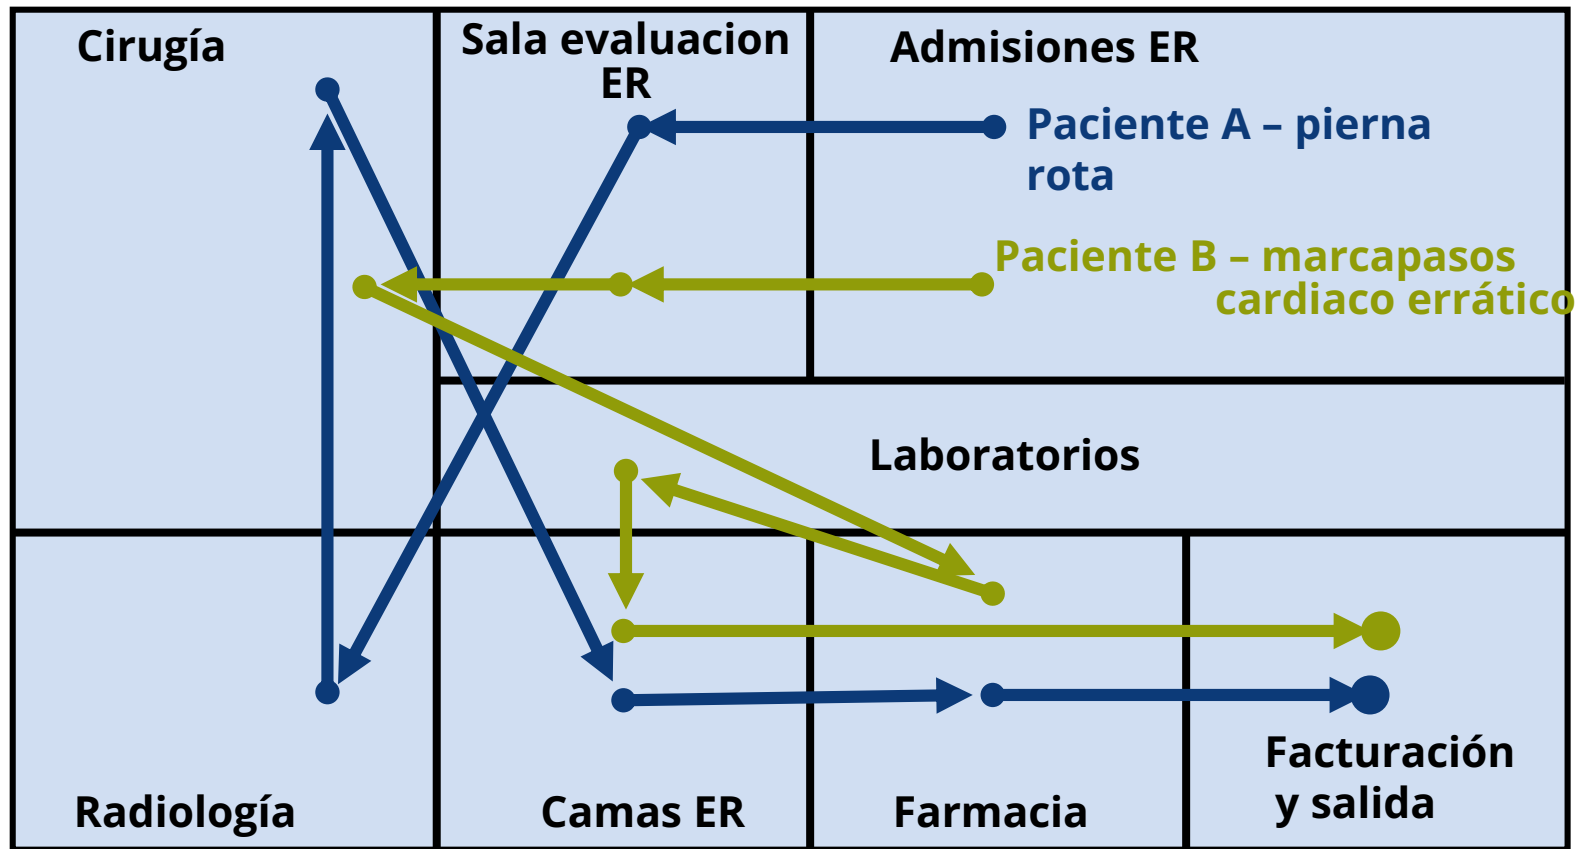 Cirugía
Sala evaluacion
ER
Admisiones ER
Paciente A – pierna
rota
Paciente B – marcapasos
cardiaco errático
Laboratorios
Radiología
Camas ER
Farmacia
Facturación
y salida